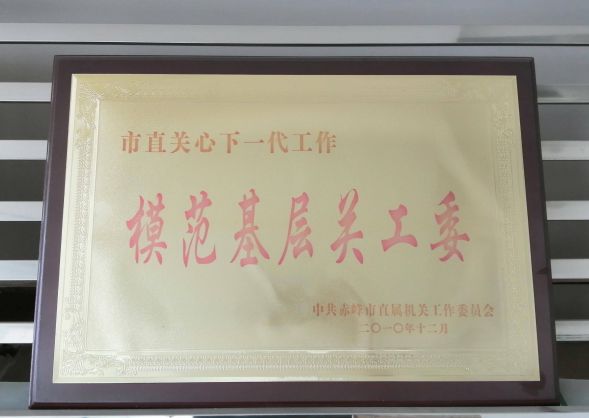 市直关心下一代工作
模范基层关工委
中共赤峰市直属机关工作委员会
二〇一〇年十二月